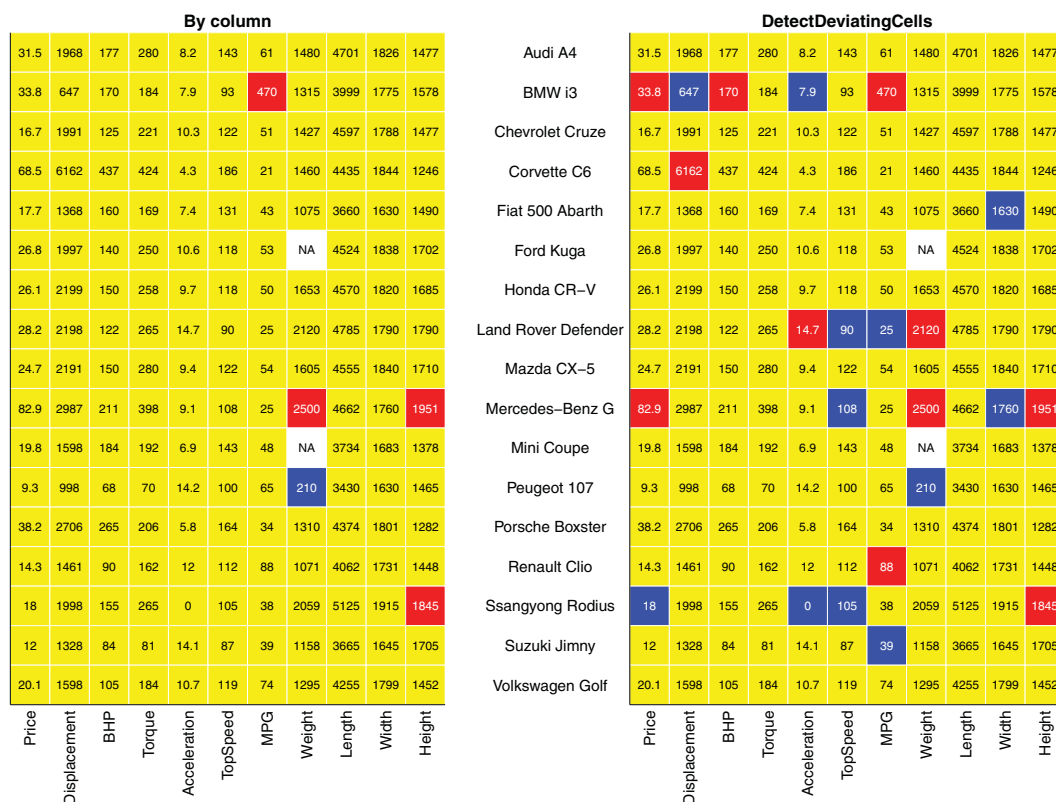 By column DetectDeviatingCells
31.5 1968 177 280 8.2 143 61 1480 4701 1826 1477 Audi A4 31.5 1968 177 280 8.2 143 61 1480 4701 1826 1477
33.8 647 170 184 7.9 93 470 1315 3999 1775 1578 BMW i3 33.8 647 170 184 7.9 93 470 1315 3999 1775 1578
16.7 1991 125 221 10.3 122 51 1427 4597 1788 1477 Chevrolet Cruze 16.7 1991 125 221 10.3 122 51 1427 4597 1788 1477
68.5 6162 437 424 4.3 186 21 1460 4435 1844 1246 Corvette C6 68.5 6162 437 424 4.3 186 21 1460 4435 1844 1246
17.7 1368 160 169 7.4 131 43 1075 3660 1630 1490 Fiat 500 Abarth 17.7 1368 160 169 7.4 131 43 1075 3660 1630 1490
26.8 1997 140 250 10.6 118 53 NA 4524 1838 1702 Ford Kuga 26.8 1997 140 250 10.6 118 53 NA 4524 1838 1702
26.1 2199 150 258 9.7 118 50 1653 4570 1820 1685 Honda CR−V 26.1 2199 150 258 9.7 118 50 1653 4570 1820 1685
28.2 2198 122 265 14.7 90 25 2120 4785 1790 1790 Land Rover Defender 28.2 2198 122 265 14.7 90 25 2120 4785 1790 1790
24.7 2191 150 280 9.4 122 54 1605 4555 1840 1710 Mazda CX−5 24.7 2191 150 280 9.4 122 54 1605 4555 1840 1710
82.9 2987 211 398 9.1 108 25 2500 4662 1760 1951 Mercedes−Benz G 82.9 2987 211 398 9.1 108 25 2500 4662 1760 1951
19.8 1598 184 192 6.9 143 48 NA 3734 1683 1378 Mini Coupe 19.8 1598 184 192 6.9 143 48 NA 3734 1683 1378
9.3 998 68 70 14.2 100 65 210 3430 1630 1465 Peugeot 107 9.3 998 68 70 14.2 100 65 210 3430 1630 1465
38.2 2706 265 206 5.8 164 34 1310 4374 1801 1282 Porsche Boxster 38.2 2706 265 206 5.8 164 34 1310 4374 1801 1282
14.3 1461 90 162 12 112 88 1071 4062 1731 1448 Renault Clio 14.3 1461 90 162 12 112 88 1071 4062 1731 1448
18 1998 155 265 0 105 38 2059 5125 1915 1845 Ssangyong Rodius 18 1998 155 265 0 105 38 2059 5125 1915 1845
12 1328 84 81 14.1 87 39 1158 3665 1645 1705 Suzuki Jimny 12 1328 84 81 14.1 87 39 1158 3665 1645 1705
20.1 1598 105 184 10.7 119 74 1295 4255 1799 1452 Volkswagen Golf 20.1 1598 105 184 10.7 119 74 1295 4255 1799 1452
Price Displacement BHP Torque Acceleration TopSpeed MPG Weight Length Width Height Price Displacement BHP Torque Acceleration TopSpeed MPG Weight Length Width Height